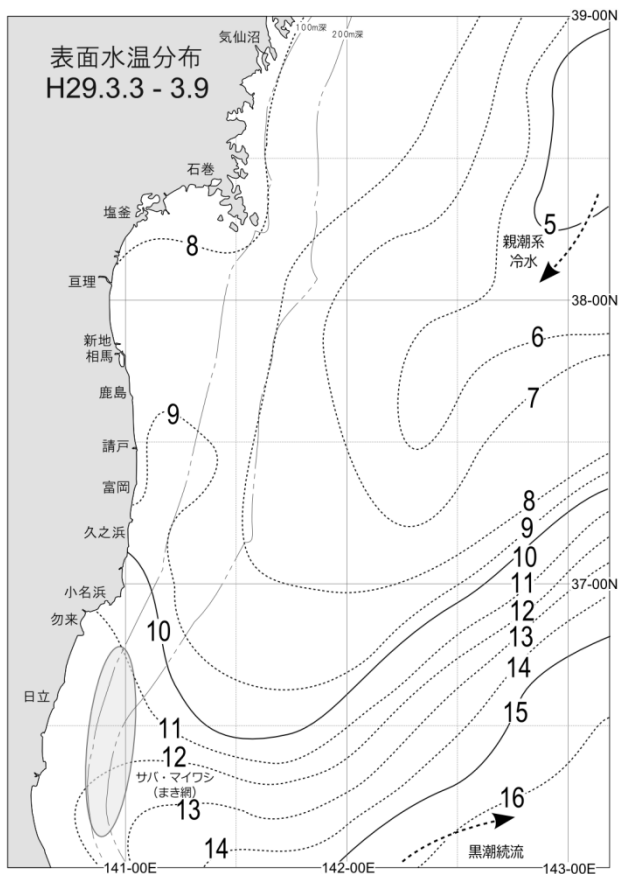 39-00N
100m深
200m深
気仙沼
表面水温分布
H29.3.3 - 3.9
石巻
塩釜
5
8
親潮系
冷水
亘理
38-00N
新地
相馬
6
鹿島
7
9
請戸
富岡
8
久之浜
9
10
37-00N
小名浜
11
勿来
12
10
13
14
日立
15
11
12
サバ・マイワシ
(まき網)
16
13
14
黒潮続流
141-00E
142-00E
143-00E